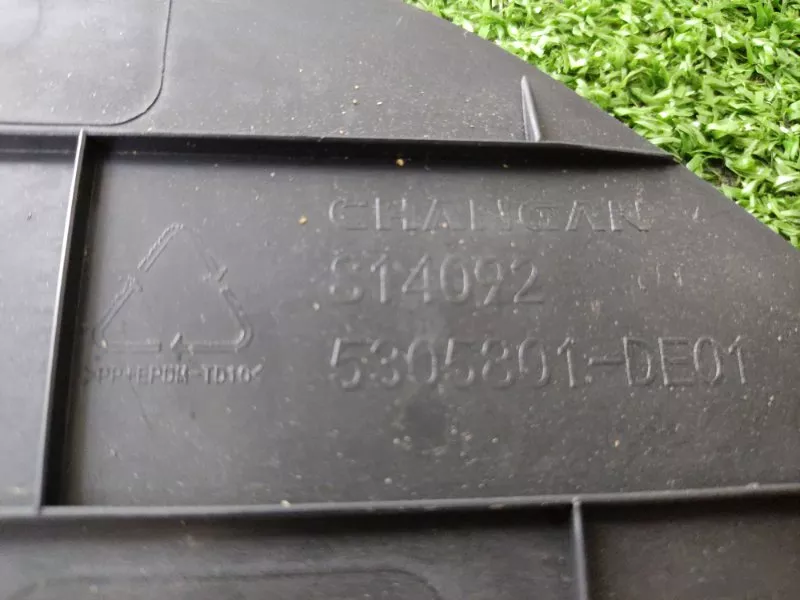 CHANGAN
S14092
5305801-DE01
>PP+EPDM-TD10<